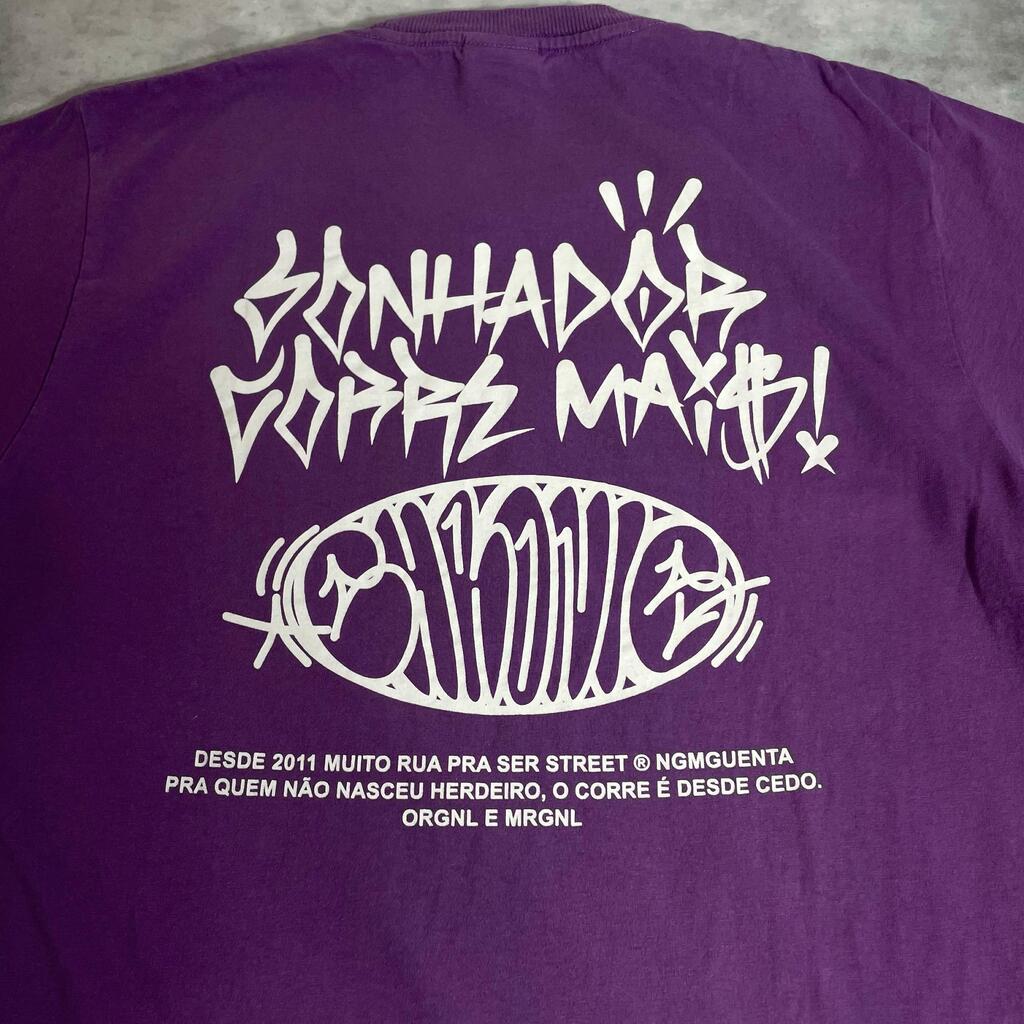 SONHADOR
CORRE MAI$!
DESDE 2011 MUITO RUA PRA SER STREET ® NGMGUENTA
PRA QUEM NÃO NASCEU HERDEIRO, O CORRE É DESDE CEDO.
ORGNL E MRGNL